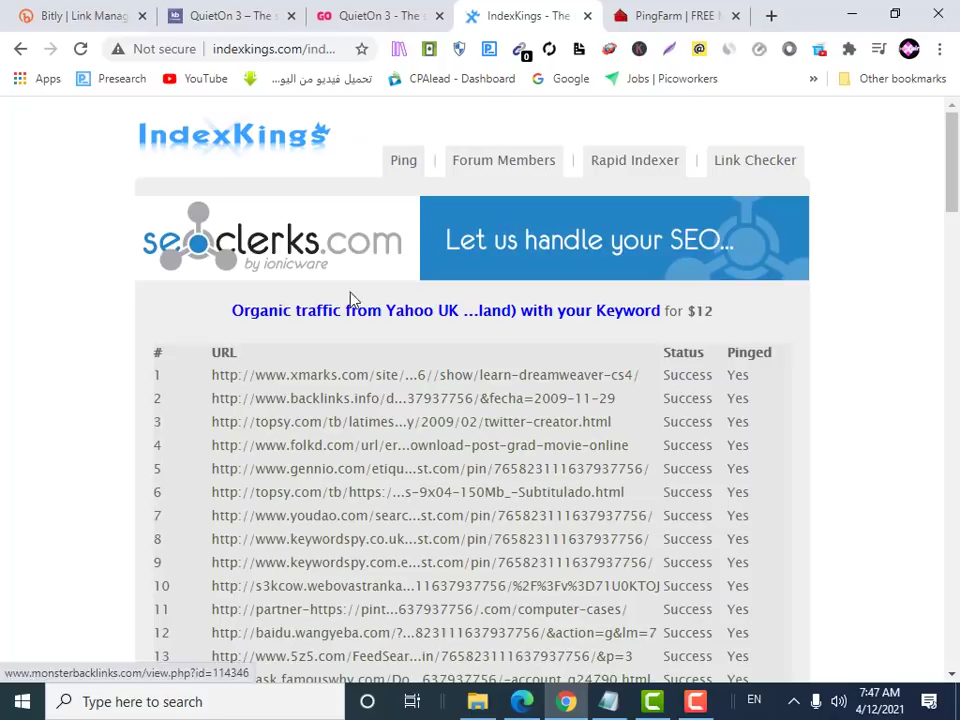 Bitly | Link Manag
QuietOn 3 – The s
QuietOn 3 - the s
IndexKings - The
PingFarm | FREE
Not secure
indexkings.com/ind...
0
Apps
Presearch
YouTube
تحميل فيديو من اليو...
CPAlead - Dashboard
Google
Jobs | Picoworkers
»
Other bookmarks
IndexKings
Ping | Forum Members | Rapid Indexer | Link Checker
seoclerks.com
by ionicware
Let us handle your SEO...
Organic traffic from Yahoo UK ...land) with your Keyword for $12
# URL Status Pinged
1 http://www.xmarks.com/site/...6//show/learn-dreamweaver-cs4/ Success Yes
2 http://www.backlinks.info/d...37937756/&fecha=2009-11-29 Success Yes
3 http://topsy.com/tb/latimes...y/2009/02/twitter-creator.html Success Yes
4 http://www.folkd.com/url/er...ownload-post-grad-movie-online Success Yes
5 http://www.gennio.com/etiqu...st.com/pin/765823111637937756/ Success Yes
6 http://topsy.com/tb/https:/...s-9x04-150Mb_-Subtitulado.html Success Yes
7 http://www.youdao.com/searc...st.com/pin/765823111637937756/ Success Yes
8 http://www.keywordspy.co.uk...st.com/pin/765823111637937756/ Success Yes
9 http://www.keywordspy.com.e...st.com/pin/765823111637937756/ Success Yes
10 http://s3kcow.webovastranka...11637937756/%2F%3Fv%3D71U0KTOJ Success Yes
11 http://partner-https://pint...637937756/.com/computer-cases/ Success Yes
12 http://baidu.wangyeba.com/?...823111637937756/&action=g&lm=7 Success Yes
13 http://www.5z5.com/FeedSear...in/765823111637937756/&p=3 Success Yes
ask.famouswhy.com/Do...-account_q24790.html Success Yes
www.monsterbacklinks.com/view.php?id=114346
Type here to search
EN
7:47 AM
4/12/2021